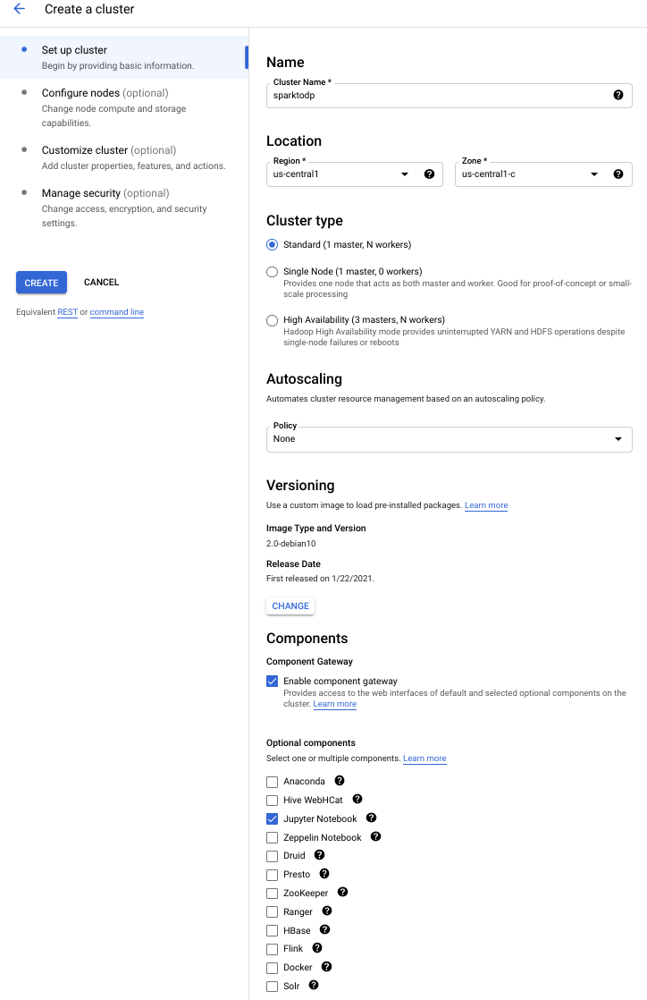 Create a cluster
Set up cluster
Begin by providing basic information.
Configure nodes (optional)
Change node compute and storage
capabilities.
Customize cluster (optional)
Add cluster properties, features, and actions.
Manage security (optional)
Change access, encryption, and security
settings.
CREATE CANCEL
Equivalent REST or command line
Name
Cluster Name *
sparktodp
Location
Region * Zone *
us-central1 us-central1-c
Cluster type
Standard (1 master, N workers)
Single Node (1 master, 0 workers)
Provides one node that acts as both master and worker. Good for proof-of-concept or small-
scale processing
High Availability (3 masters, N workers)
Hadoop High Availability mode provides uninterrupted YARN and HDFS operations despite
single-node failures or reboots
Autoscaling
Automates cluster resource management based on an autoscaling policy.
Policy
None
Versioning
Use a custom image to load pre-installed packages. Learn more
Image Type and Version
2.0-debian10
Release Date
First released on 1/22/2021.
CHANGE
Components
Component Gateway
Enable component gateway
Provides access to the web interfaces of default and selected optional components on the
cluster. Learn more
Optional components
Select one or multiple components. Learn more
Anaconda
Hive WebHCat
Jupyter Notebook
Zeppelin Notebook
Druid
Presto
ZooKeeper
Ranger
HBase
Flink
Docker
Solr